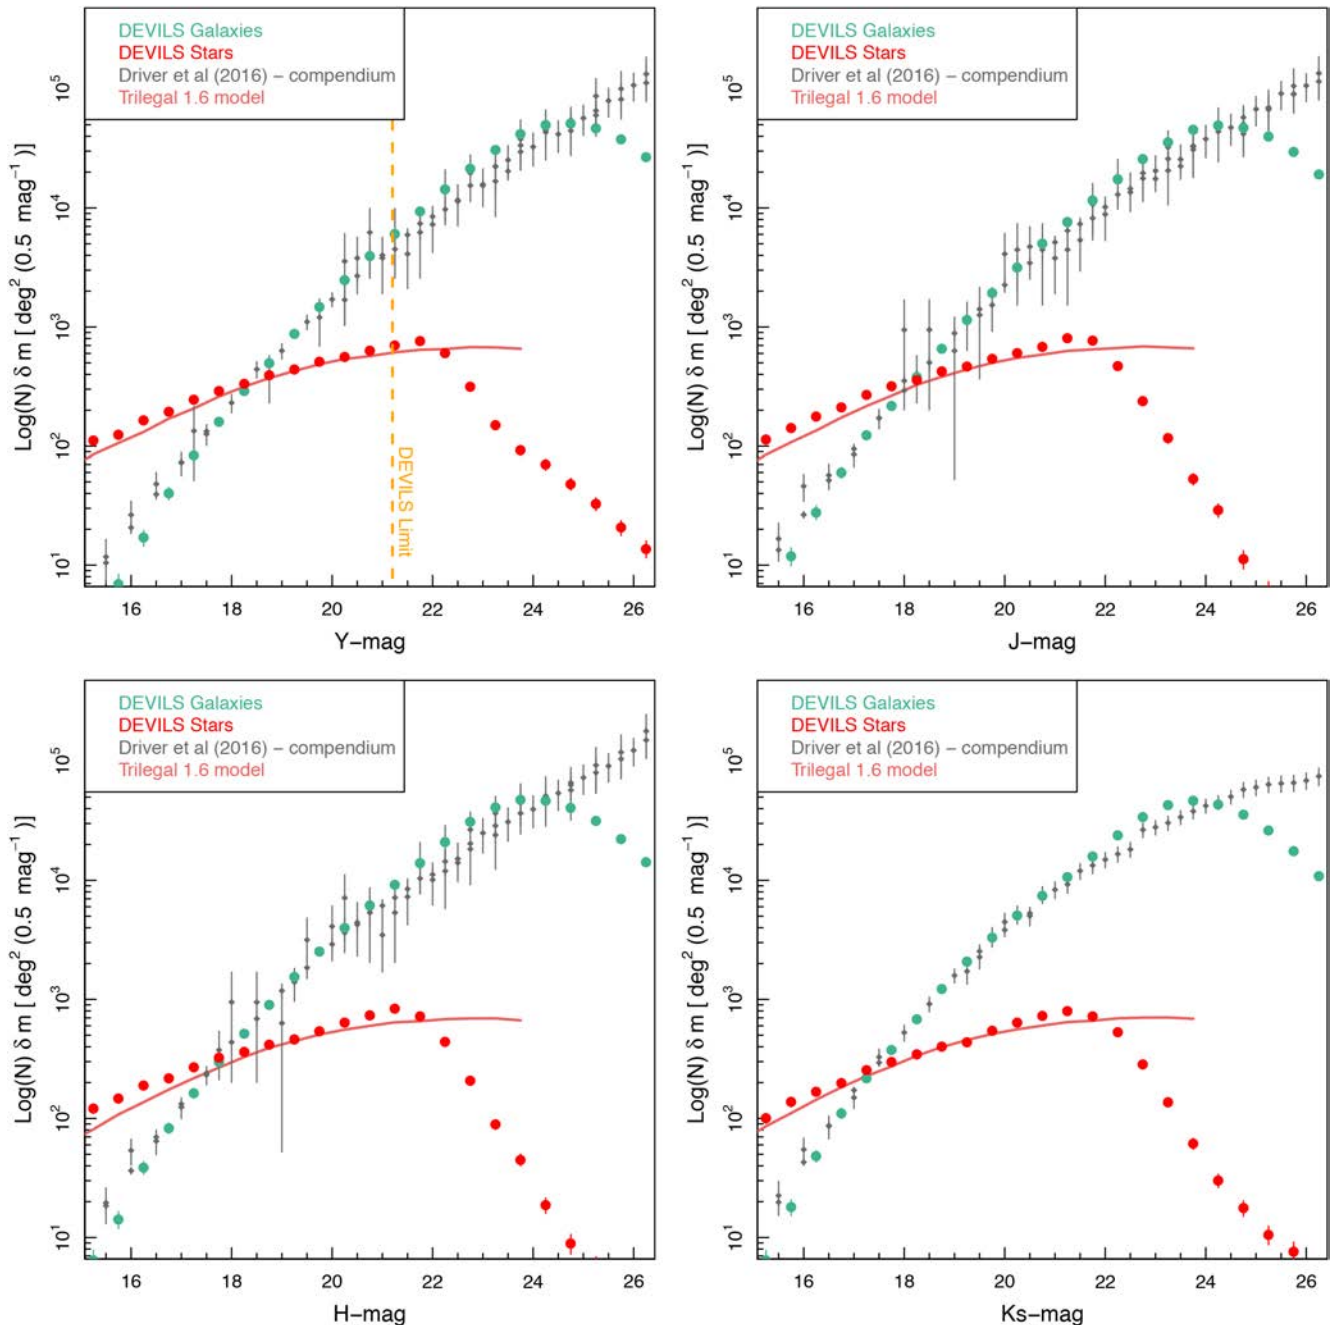 DEVILS Galaxies
DEVILS Stars
Driver et al (2016) – compendium
Trilegal 1.6 model
Log(N) δ m [ deg² (0.5 mag⁻¹ )]
10⁵
10⁴
10³
10²
10¹
DEVILS Limit
16 18 20 22 24 26
Y−mag
DEVILS Galaxies
DEVILS Stars
Driver et al (2016) – compendium
Trilegal 1.6 model
Log(N) δ m [ deg² (0.5 mag⁻¹ )]
10⁵
10⁴
10³
10²
10¹
16 18 20 22 24 26
J−mag
DEVILS Galaxies
DEVILS Stars
Driver et al (2016) – compendium
Trilegal 1.6 model
Log(N) δ m [ deg² (0.5 mag⁻¹ )]
10⁵
10⁴
10³
10²
10¹
16 18 20 22 24 26
H−mag
DEVILS Galaxies
DEVILS Stars
Driver et al (2016) – compendium
Trilegal 1.6 model
Log(N) δ m [ deg² (0.5 mag⁻¹ )]
10⁵
10⁴
10³
10²
10¹
16 18 20 22 24 26
Ks−mag